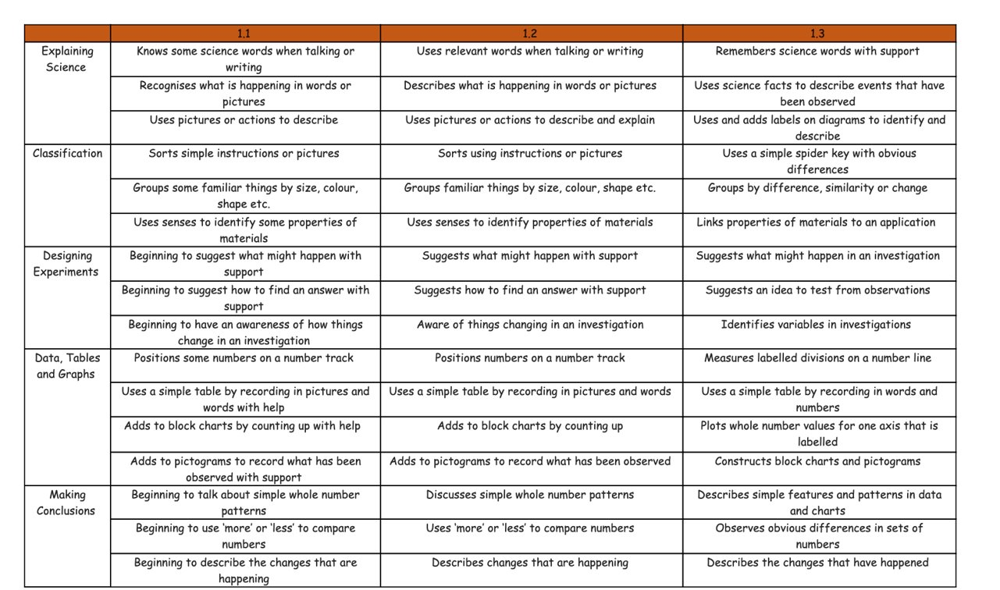 1.1 1.2 1.3
Explaining Science
Knows some science words when talking or writing
Uses relevant words when talking or writing
Remembers science words with support
Recognises what is happening in words or pictures
Describes what is happening in words or pictures
Uses science facts to describe events that have been observed
Uses pictures or actions to describe
Uses pictures or actions to describe and explain
Uses and adds labels on diagrams to identify and describe
Classification
Sorts simple instructions or pictures
Sorts using instructions or pictures
Uses a simple spider key with obvious differences
Groups some familiar things by size, colour, shape etc.
Groups familiar things by size, colour, shape etc.
Groups by difference, similarity or change
Uses senses to identify some properties of materials
Uses senses to identify properties of materials
Links properties of materials to an application
Designing Experiments
Beginning to suggest what might happen with support
Suggests what might happen with support
Suggests what might happen in an investigation
Beginning to suggest how to find an answer with support
Suggests how to find an answer with support
Suggests an idea to test from observations
Beginning to have an awareness of how things change in an investigation
Aware of things changing in an investigation
Identifies variables in investigations
Data, Tables and Graphs
Positions some numbers on a number track
Positions numbers on a number track
Measures labelled divisions on a number line
Uses a simple table by recording in pictures and words with help
Uses a simple table by recording in pictures and words
Uses a simple table by recording in words and numbers
Adds to block charts by counting up with help
Adds to block charts by counting up
Plots whole number values for one axis that is labelled
Adds to pictograms to record what has been observed with support
Adds to pictograms to record what has been observed
Constructs block charts and pictograms
Making Conclusions
Beginning to talk about simple whole number patterns
Discusses simple whole number patterns
Describes simple features and patterns in data and charts
Beginning to use ‘more’ or ‘less’ to compare numbers
Uses ‘more’ or ‘less’ to compare numbers
Observes obvious differences in sets of numbers
Beginning to describe the changes that are happening
Describes changes that are happening
Describes the changes that have happened